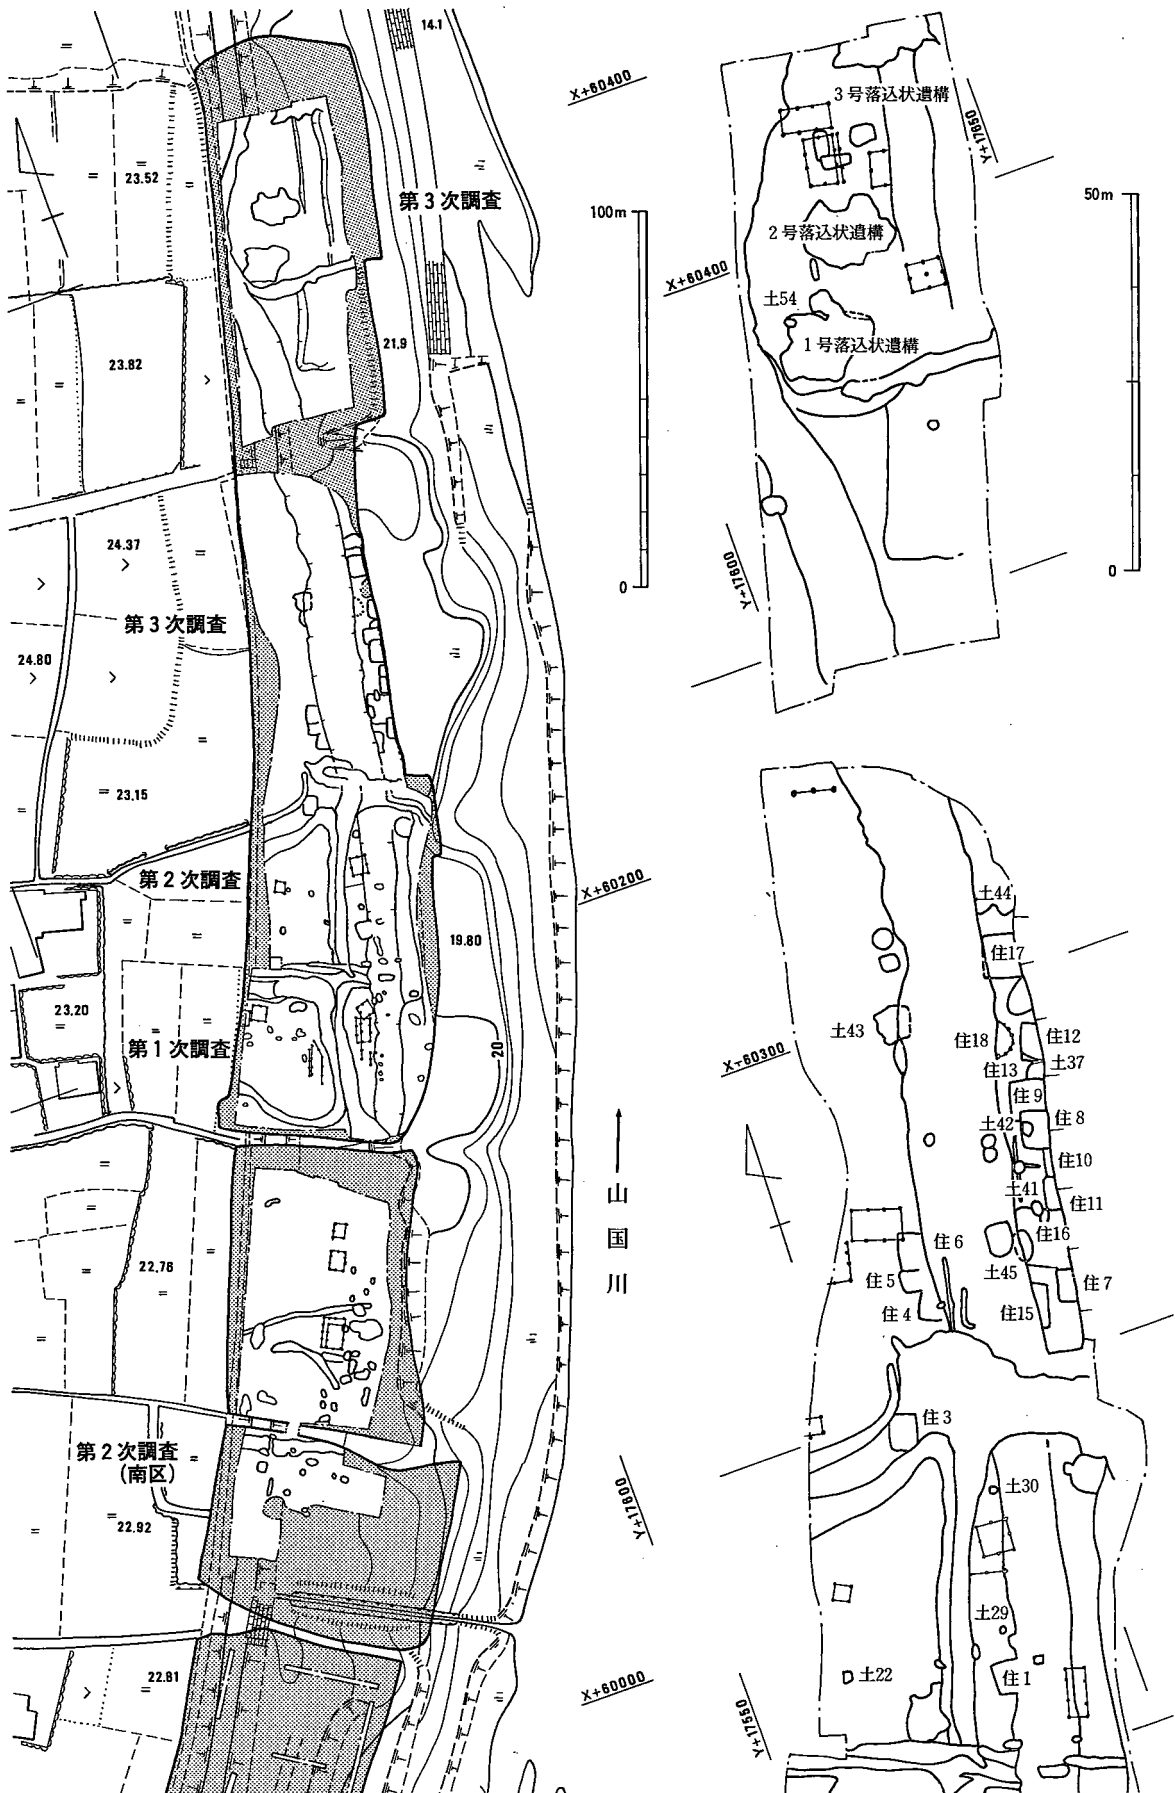 14.1
X+60400
23.52
第3次調査
100m
21.9
23.82
24.37
0
第3次調査
24.80
23.15
第2次調査
X+60200
19.80
23.20
第1次調査
20
山国川
22.76
第2次調査
(南区)
Y+17600
22.92
22.81
X+60000
3号落込状遺構
Y+17650
50m
2号落込状遺構
X+60400
土54
1号落込状遺構
0
Y+17600
土44
住17
土43
住18
住12
X+60300
住13
土37
住9
土42
住8
住10
土41
住11
住16
住6
土45
住5
住7
住4
住15
住3
土30
土29
土22
住1
Y+17550